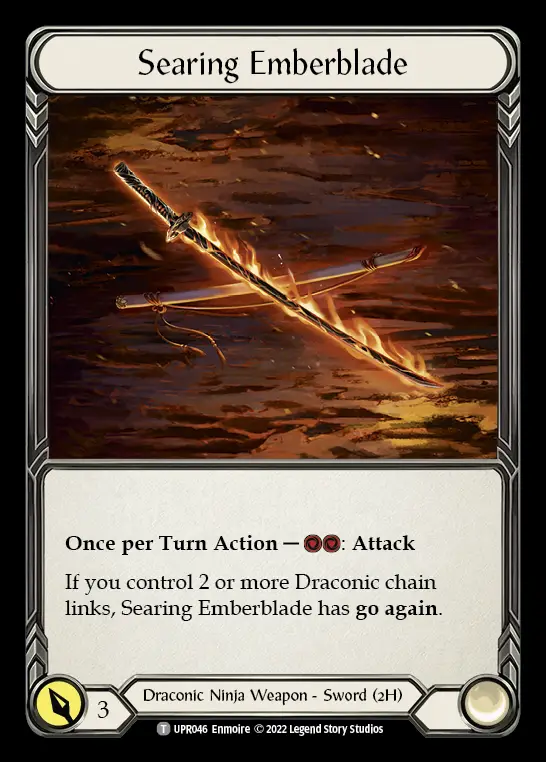 Searing Emberblade
Once per Turn Action — : Attack
If you control 2 or more Draconic chain
links, Searing Emberblade has go again.
3
Draconic Ninja Weapon - Sword (2H)
T UPR046 Enmoire © 2022 Legend Story Studios